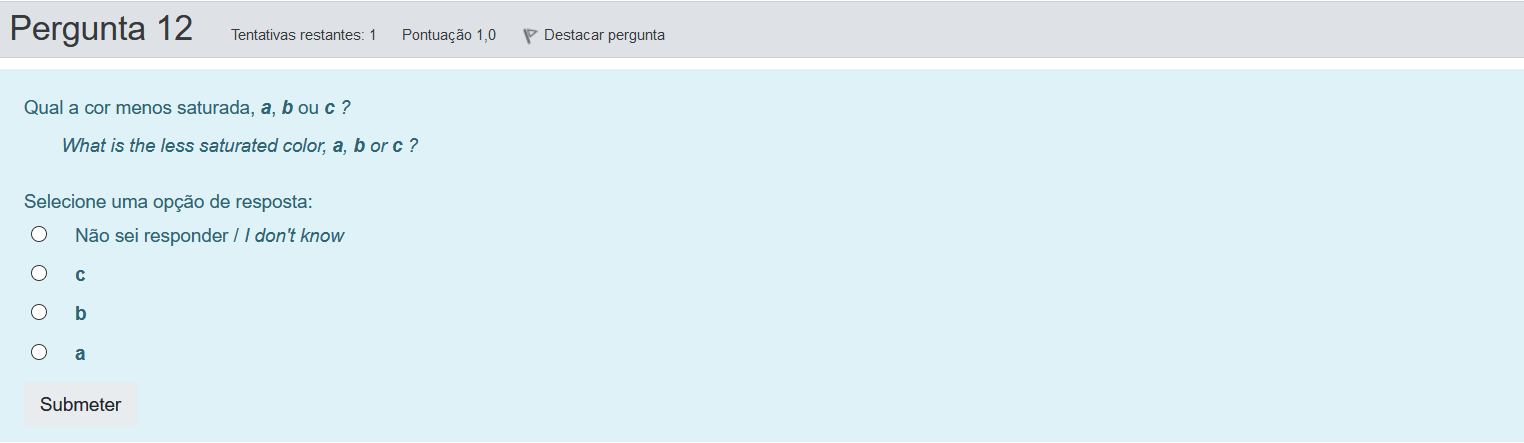 Pergunta 12 Tentativas restantes: 1 Pontuação 1,0 Destacar pergunta
Qual a cor menos saturada, a, b ou c ?
What is the less saturated color, a, b or c ?
Selecione uma opção de resposta:
Não sei responder / I don't know
c
b
a
Submeter